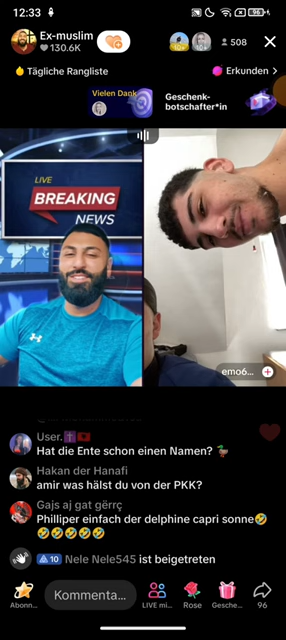 12:33
96
Ex-muslim
130.6K
10
508
Tägliche Rangliste
Erkunden >
Vielen Dank
Geschenk-
botschafter*in
LIVE
BREAKING
NEWS
emo6...
User.
Hat die Ente schon einen Namen? 🦆
Hakan der Hanafi
amir was hälst du von der PKK?
Gajs aj gat gërrç
Philliper einfach der delphine capri sonne🤣
🤣🤣🤣🤣🤣
10 Nele Nele545 ist beigetreten
Abonn...
Kommenta...
LIVE mi...
Rose
Gesche...
96